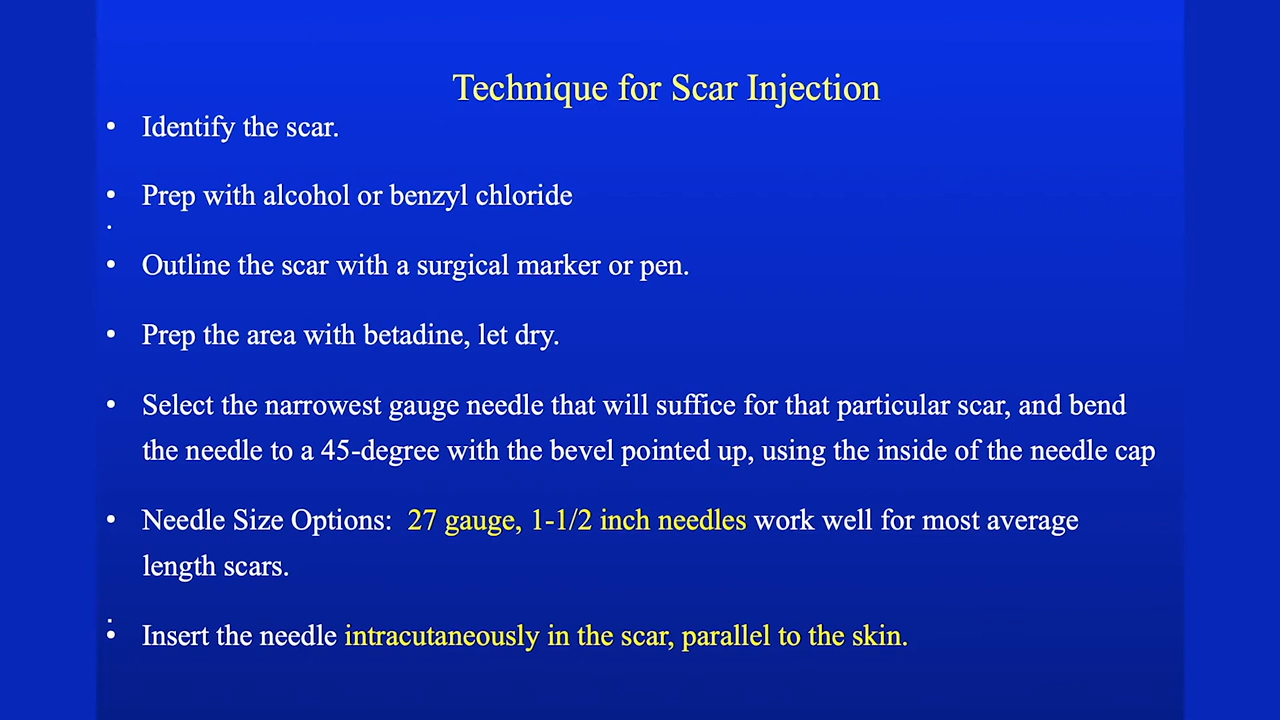 Technique for Scar Injection
• Identify the scar.
• Prep with alcohol or benzyl chloride
.
• Outline the scar with a surgical marker or pen.
• Prep the area with betadine, let dry.
• Select the narrowest gauge needle that will suffice for that particular scar, and bend
the needle to a 45-degree with the bevel pointed up, using the inside of the needle cap
• Needle Size Options:  27 gauge, 1-1/2 inch needles work well for most average
length scars.
.
• Insert the needle intracutaneously in the scar, parallel to the skin.